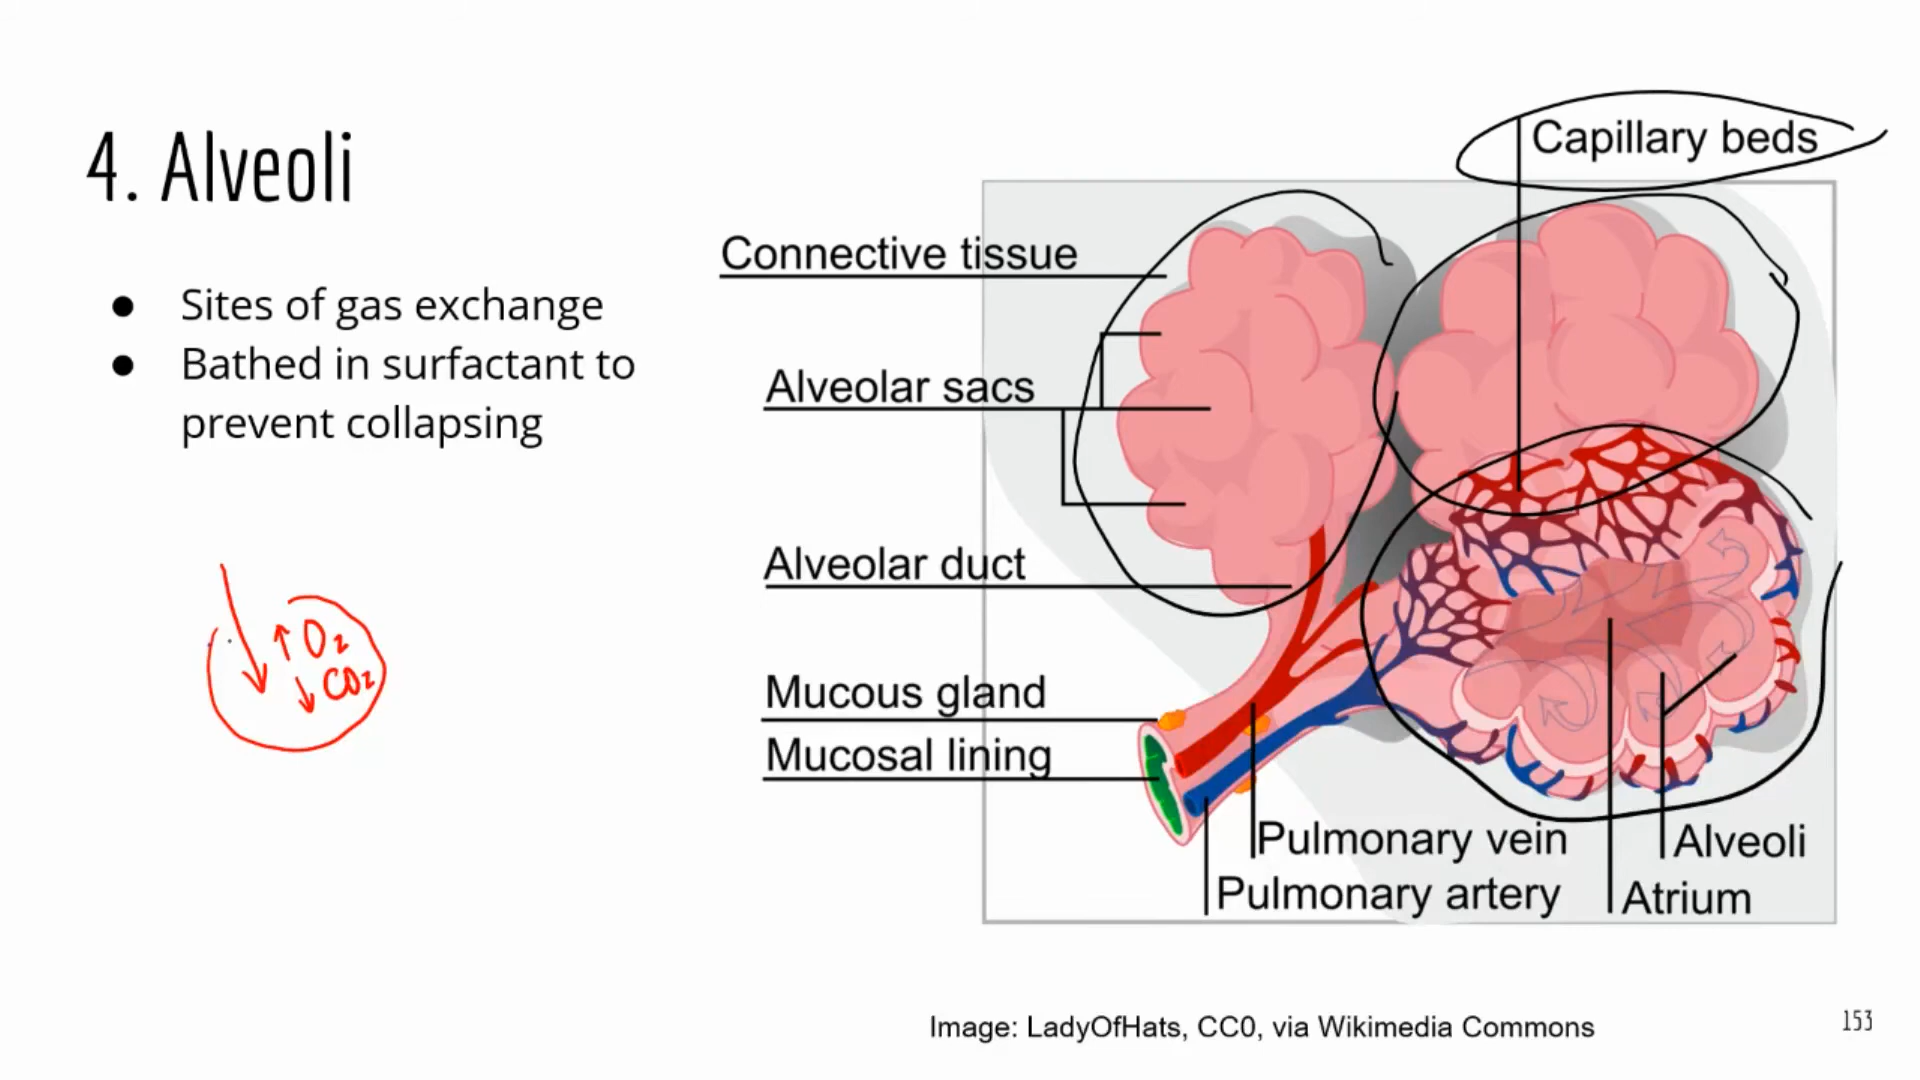 4. Alveoli
● Sites of gas exchange
● Bathed in surfactant to
prevent collapsing
↑ O₂
↓ CO₂
Capillary beds
Connective tissue
Alveolar sacs
Alveolar duct
Mucous gland
Mucosal lining
Pulmonary vein
Pulmonary artery
Alveoli
Atrium
Image: LadyOfHats, CC0, via Wikimedia Commons
153